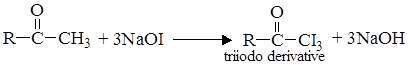 O O
R–C–CH₃ + 3NaOI ⟶ R–C–CI₃ + 3NaOH
triiodo derivative